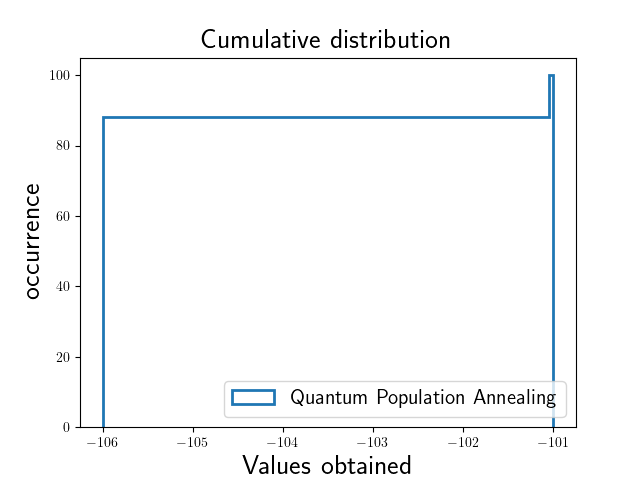 Cumulative distribution
occurrence
100
80
60
40
20
0
Quantum Population Annealing
−106 −105 −104 −103 −102 −101
Values obtained